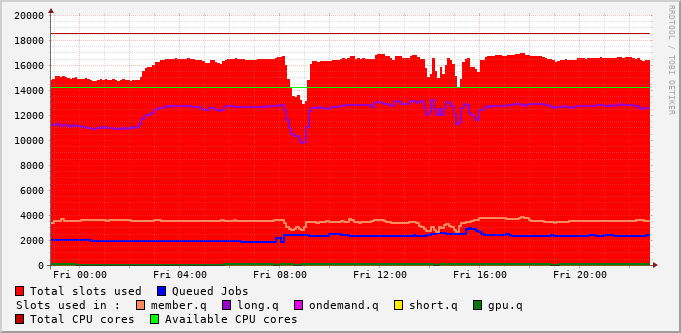 RRDTOOL / TOBI OETIKER
20000
18000
16000
14000
12000
10000
8000
6000
4000
2000
0
Fri 00:00 Fri 04:00 Fri 08:00 Fri 12:00 Fri 16:00 Fri 20:00
Total slots used Queued Jobs
Slots used in : member.q long.q ondemand.q short.q gpu.q
Total CPU cores Available CPU cores